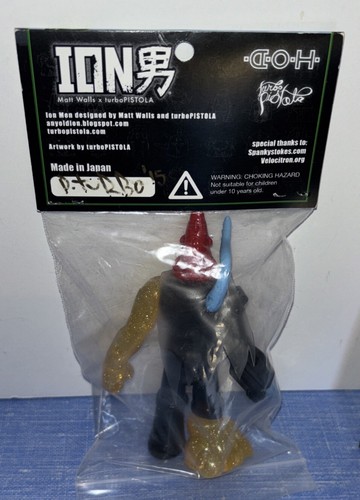 ION男
·D·O·H·
Matt Walls x turboPISTOLA
turbo
PISTOLA
Ion Men designed by Matt Walls and turboPISTOLA
anyoldion.blogspot.com
turbopistola.com
Artwork by turboPISTOLA
special thanks to:
Spankystokes.com
Velocitron.org
Made in Japan
WARNING: CHOKING HAZARD
Not suitable for children
under 10 years old.